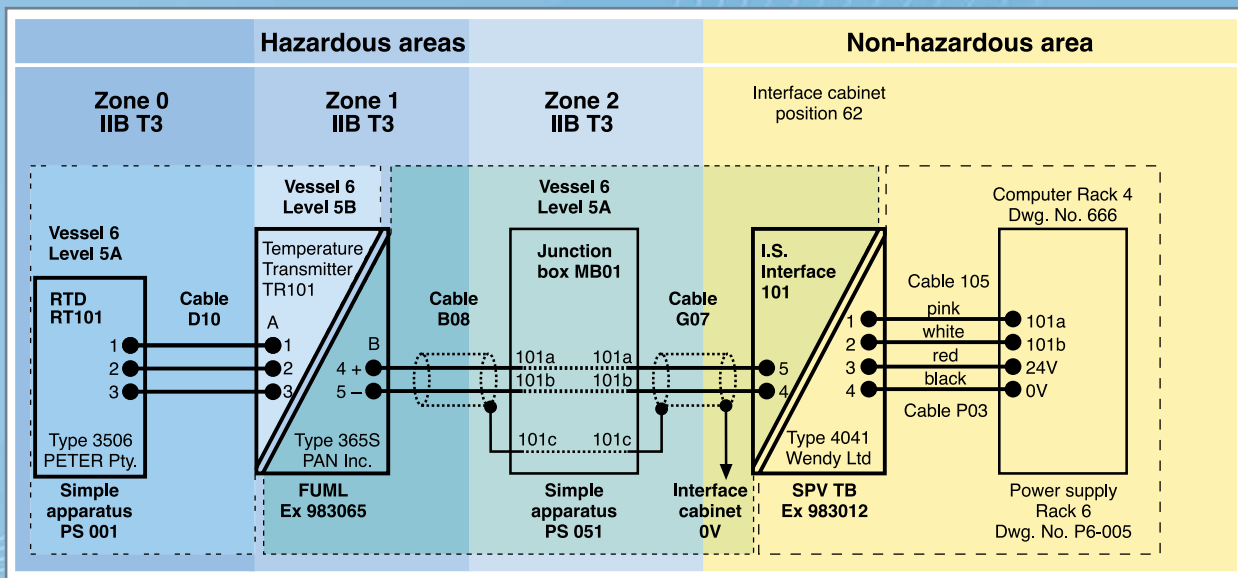 Hazardous areas
Non-hazardous area
Zone 0
IIB T3
Zone 1
IIB T3
Zone 2
IIB T3
Interface cabinet
position 62
Vessel 6
Level 5A
RTD
RT101
1
2
3
Type 3506
PETER Pty.
Simple
apparatus
PS 001
Cable
D10
Vessel 6
Level 5B
Temperature
Transmitter
TR101
A
1
2
3
B
4 +
5 –
Type 365S
PAN Inc.
FUML
Ex 983065
Cable
B08
Vessel 6
Level 5A
Junction
box MB01
101a 101a
101b 101b
101c 101c
Simple
apparatus
PS 051
Cable
G07
Interface
cabinet
0V
I.S.
Interface
101
5
4
1
2
3
4
Type 4041
Wendy Ltd
SPV TB
Ex 983012
Cable 105
pink
white
red
black
Cable P03
Computer Rack 4
Dwg. No. 666
101a
101b
24V
0V
Power supply
Rack 6
Dwg. No. P6-005